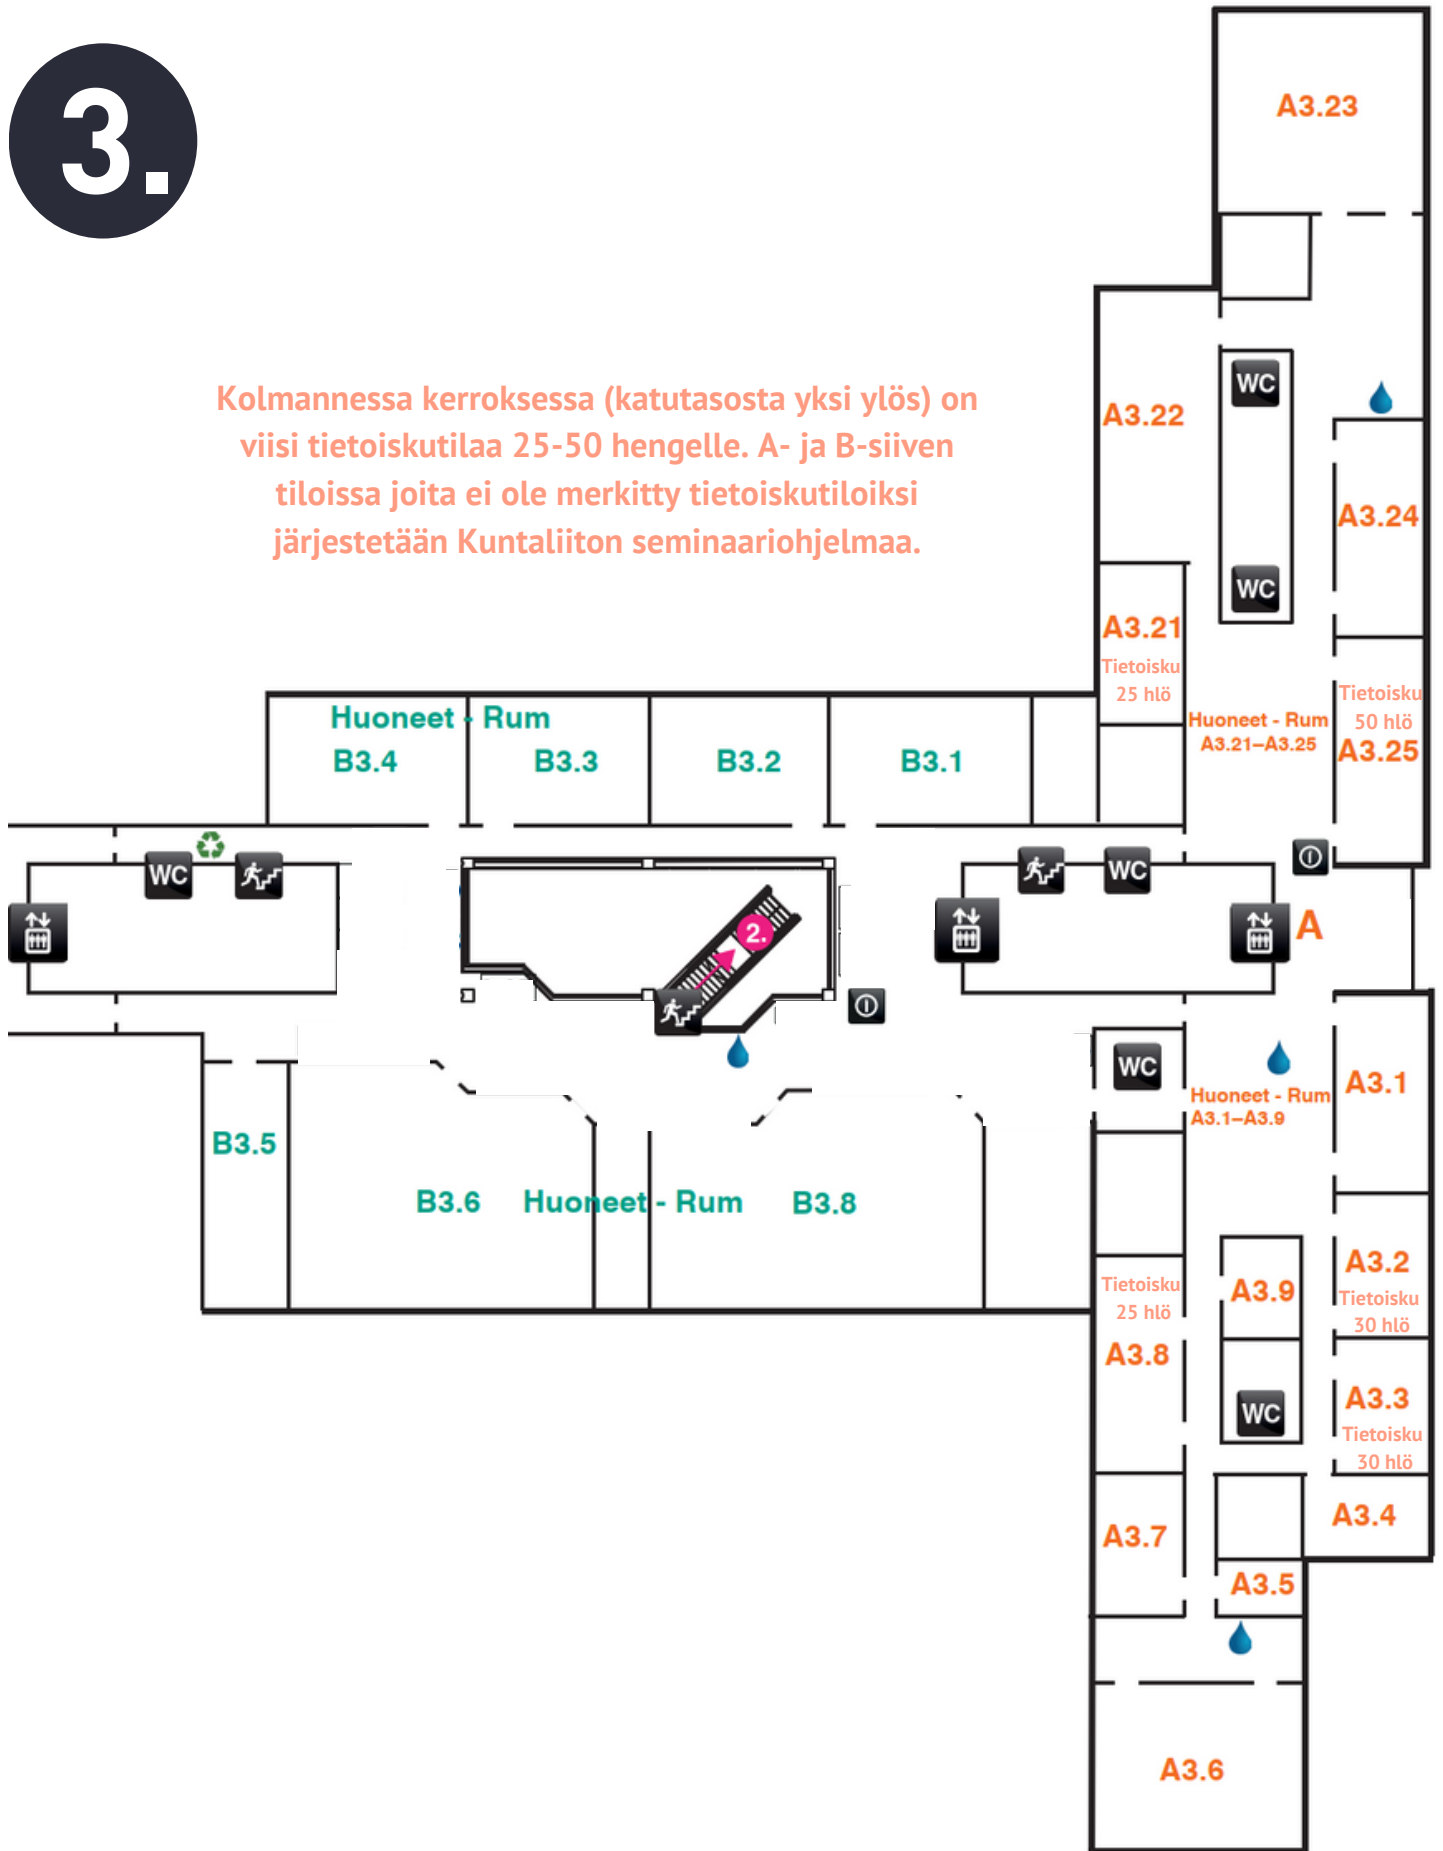 3.
A3.23
Kolmannessa kerroksessa (katutasosta yksi ylös) on
viisi tietoiskutilaa 25-50 hengelle. A- ja B-siiven
tiloissa joita ei ole merkitty tietoiskutiloiksi
järjestetään Kuntaliiton seminaariohjelmaa.
WC
A3.22
A3.24
WC
A3.21
Tietoisku
25 hlö
Tietoisku
50 hlö
A3.25
Huoneet - Rum
A3.21–A3.25
Huoneet - Rum
B3.4
B3.3
B3.2
B3.1
WC
WC
A
2.
WC
Huoneet - Rum
A3.1–A3.9
A3.1
B3.5
B3.6
Huoneet - Rum
B3.8
A3.2
Tietoisku
30 hlö
A3.9
Tietoisku
25 hlö
A3.8
A3.3
Tietoisku
30 hlö
WC
A3.4
A3.7
A3.5
A3.6